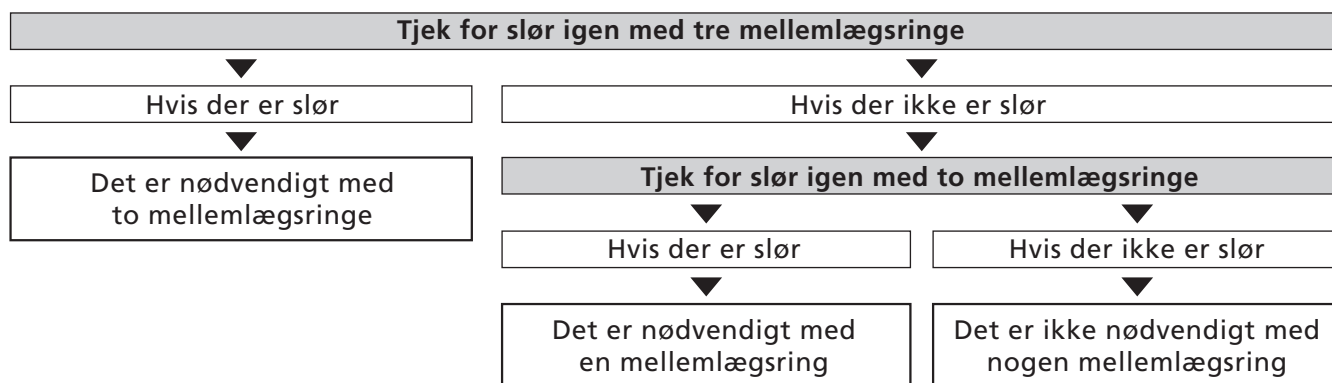 Tjek for slør igen med tre mellemlægsringe
Hvis der er slør
Hvis der ikke er slør
Det er nødvendigt med
to mellemlægsringe
Tjek for slør igen med to mellemlægsringe
Hvis der er slør
Hvis der ikke er slør
Det er nødvendigt med
en mellemlægsring
Det er ikke nødvendigt med
nogen mellemlægsring